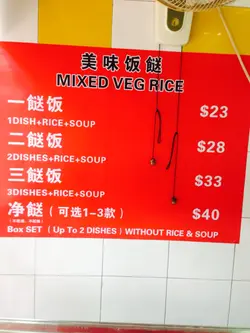 美味饭餸
MIXED VEG RICE
一餸饭 $23
1DISH+RICE+SOUP
二餸饭 $28
2DISHES+RICE+SOUP
三餸饭 $33
3DISHES+RICE+SOUP
净餸（可选1-3款） $40
Box SET（Up To 2 DISHES）WITHOUT RICE & SOUP